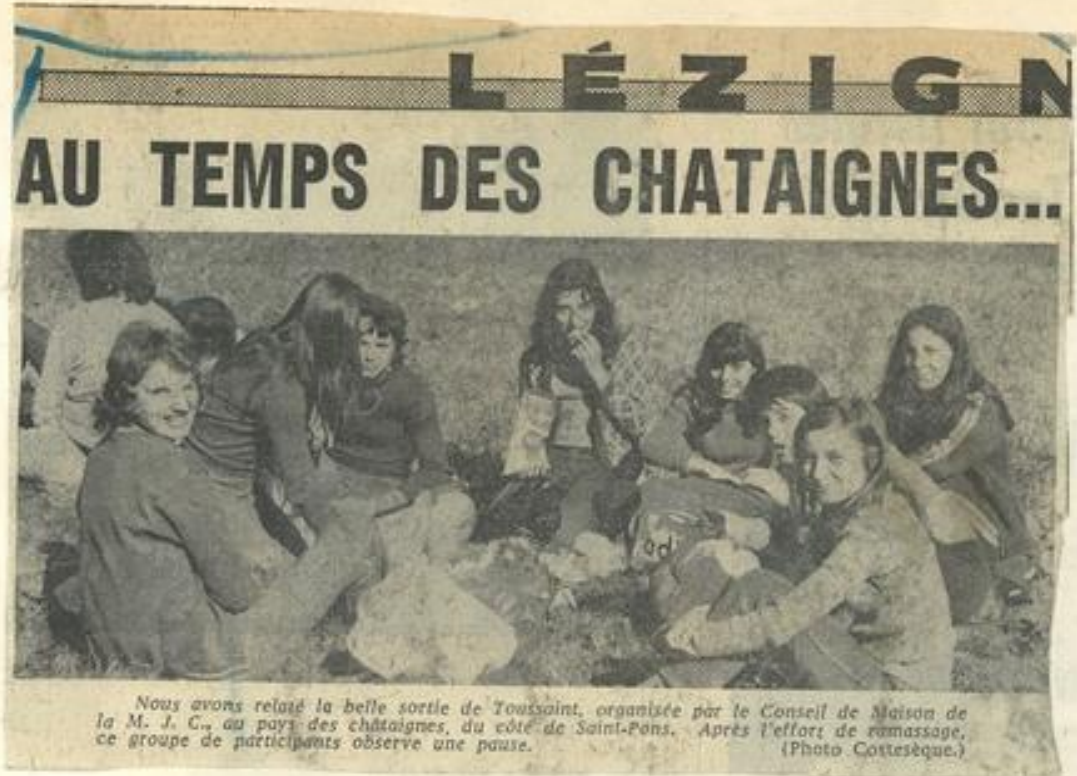 LÉZIGN
AU TEMPS DES CHATAIGNES...
od
Nous avons relaté la belle sortie de Toussaint, organisée par le Conseil de Maison de
la M. J. C., au pays des châtaignes, du côté de Saint-Pons. Après l'effort de ramassage,
ce groupe de participants observe une pause. (Photo Costesèque.)